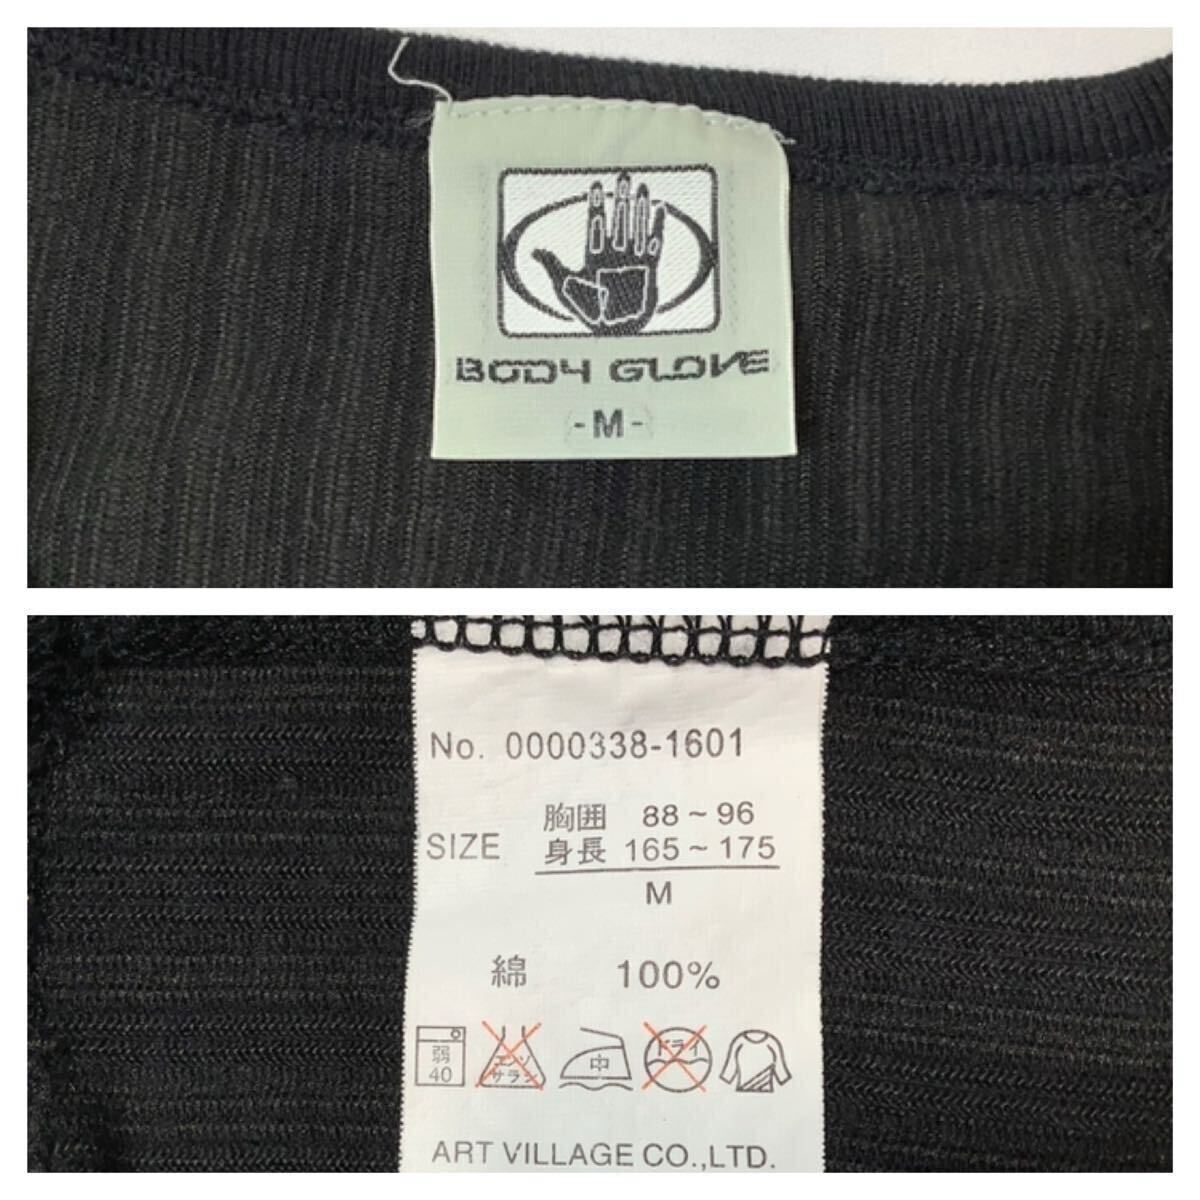 BODY GLOVE
- M -
No. 0000338-1601
胸囲 88~96
SIZE 身長 165~175
M
綿 100%
弱 エンソ 中 ドライ
40 サラシ
ART VILLAGE CO.,LTD.